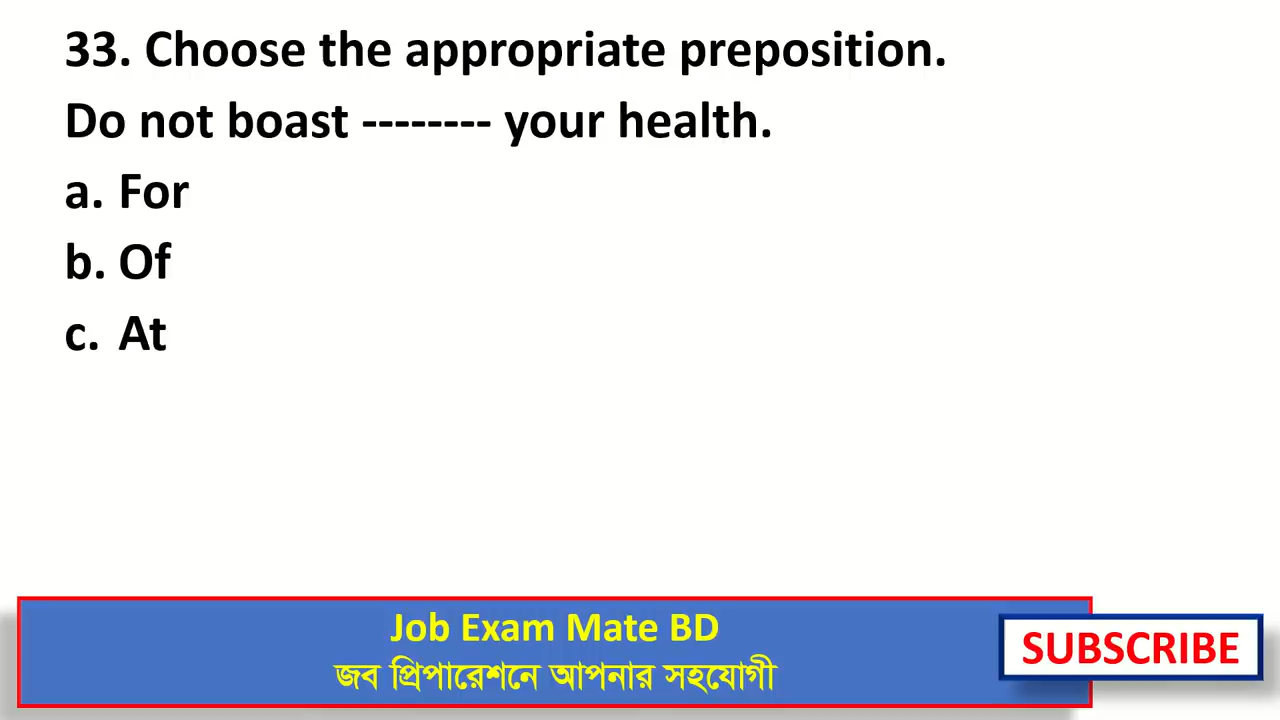 33. Choose the appropriate preposition.
Do not boast -------- your health.
a. For
b. Of
c. At
Job Exam Mate BD
জব প্রিপারেশনে আপনার সহযোগী
SUBSCRIBE